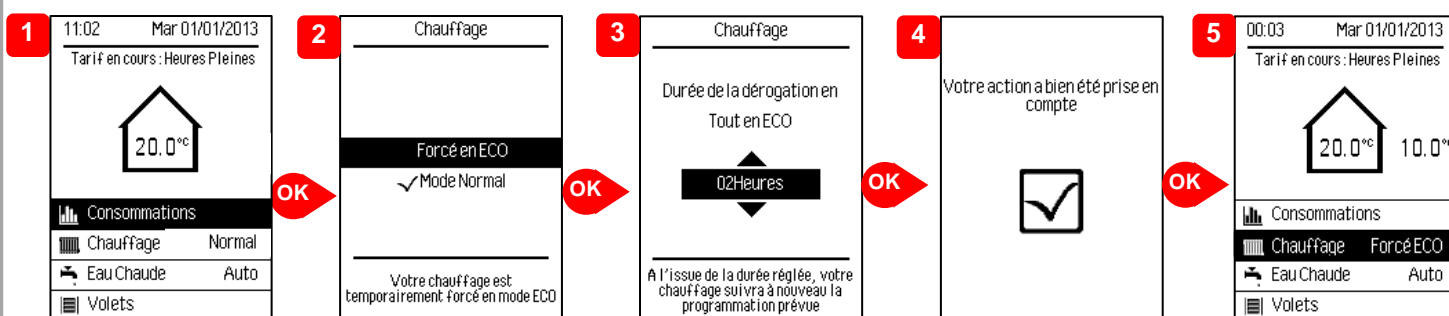 1
11:02 Mar 01/01/2013
Tarif en cours : Heures Pleines
20.0°C
Consommations
Chauffage Normal
Eau Chaude Auto
Volets
OK
2
Chauffage
Forcé en ECO
Mode Normal
Votre chauffage est
temporairement forcé en mode ECO
OK
3
Chauffage
Durée de la dérogation en
Tout en ECO
02Heures
A l'issue de la durée réglée, votre
chauffage suivra à nouveau la
programmation prévue
OK
4
Votre action a bien été prise en
compte
OK
5
00:03 Mar 01/01/2013
Tarif en cours : Heures Pleines
20.0°C 10.0°
Consommations
Chauffage Forcé ECO
Eau Chaude Auto
Volets